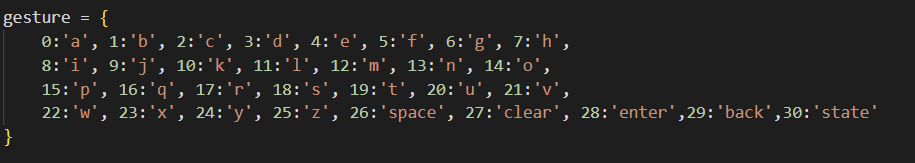 gesture = {
    0:'a', 1:'b', 2:'c', 3:'d', 4:'e', 5:'f', 6:'g', 7:'h',
    8:'i', 9:'j', 10:'k', 11:'l', 12:'m', 13:'n', 14:'o',
    15:'p', 16:'q', 17:'r', 18:'s', 19:'t', 20:'u', 21:'v',
    22:'w', 23:'x', 24:'y', 25:'z', 26:'space', 27:'clear', 28:'enter',29:'back',30:'state'
}